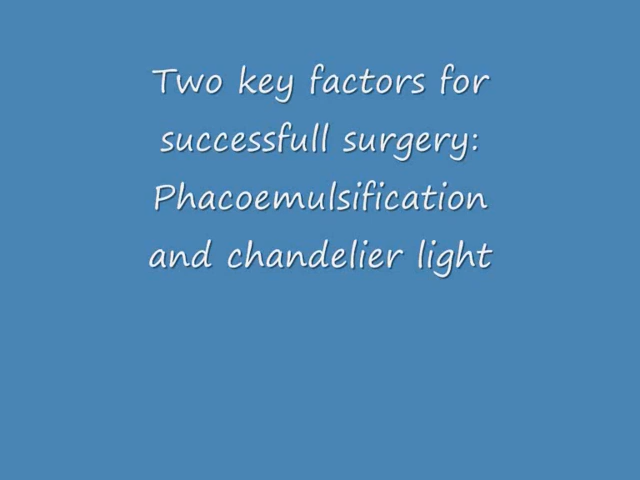 Two key factors for
successfull surgery:
Phacoemulsification
and chandelier light